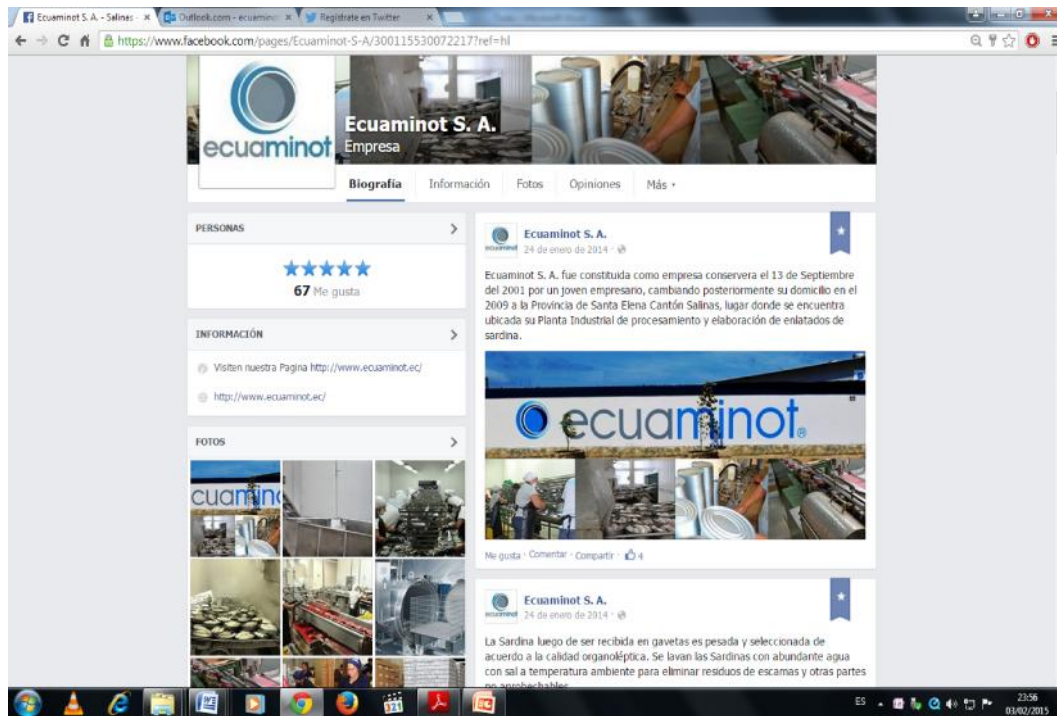 Ecuaminot S. A. - Salinas -
Outlook.com - ecuaminot
Regístrate en Twitter
https://www.facebook.com/pages/Ecuaminot-S-A/300115530072217?ref=hl
ecuaminot
Ecuaminot S. A.
Empresa
Biografía Información Fotos Opiniones Más
PERSONAS
67 Me gusta
INFORMACIÓN
Visiten nuestra Pagina http://www.ecuaminot.ec/
http://www.ecuaminot.ec/
FOTOS
cuamin
Ecuaminot S. A.
24 de enero de 2014
Ecuaminot S. A. fue constituida como empresa conservera el 13 de Septiembre
del 2001 por un joven empresario, cambiando posteriormente su domicilio en el
2009 a la Provincia de Santa Elena Cantón Salinas, lugar donde se encuentra
ubicada su Planta Industrial de procesamiento y elaboración de enlatados de
sardina.
ecuaminot®
Me gusta · Comentar · Compartir · 4
Ecuaminot S. A.
24 de enero de 2014
La Sardina luego de ser recibida en gavetas es pesada y seleccionada de
acuerdo a la calidad organoléptica. Se lavan las Sardinas con abundante agua
con sal a temperatura ambiente para eliminar residuos de escamas y otras partes
no aprobechables
321
ES
23:56
03/02/2015